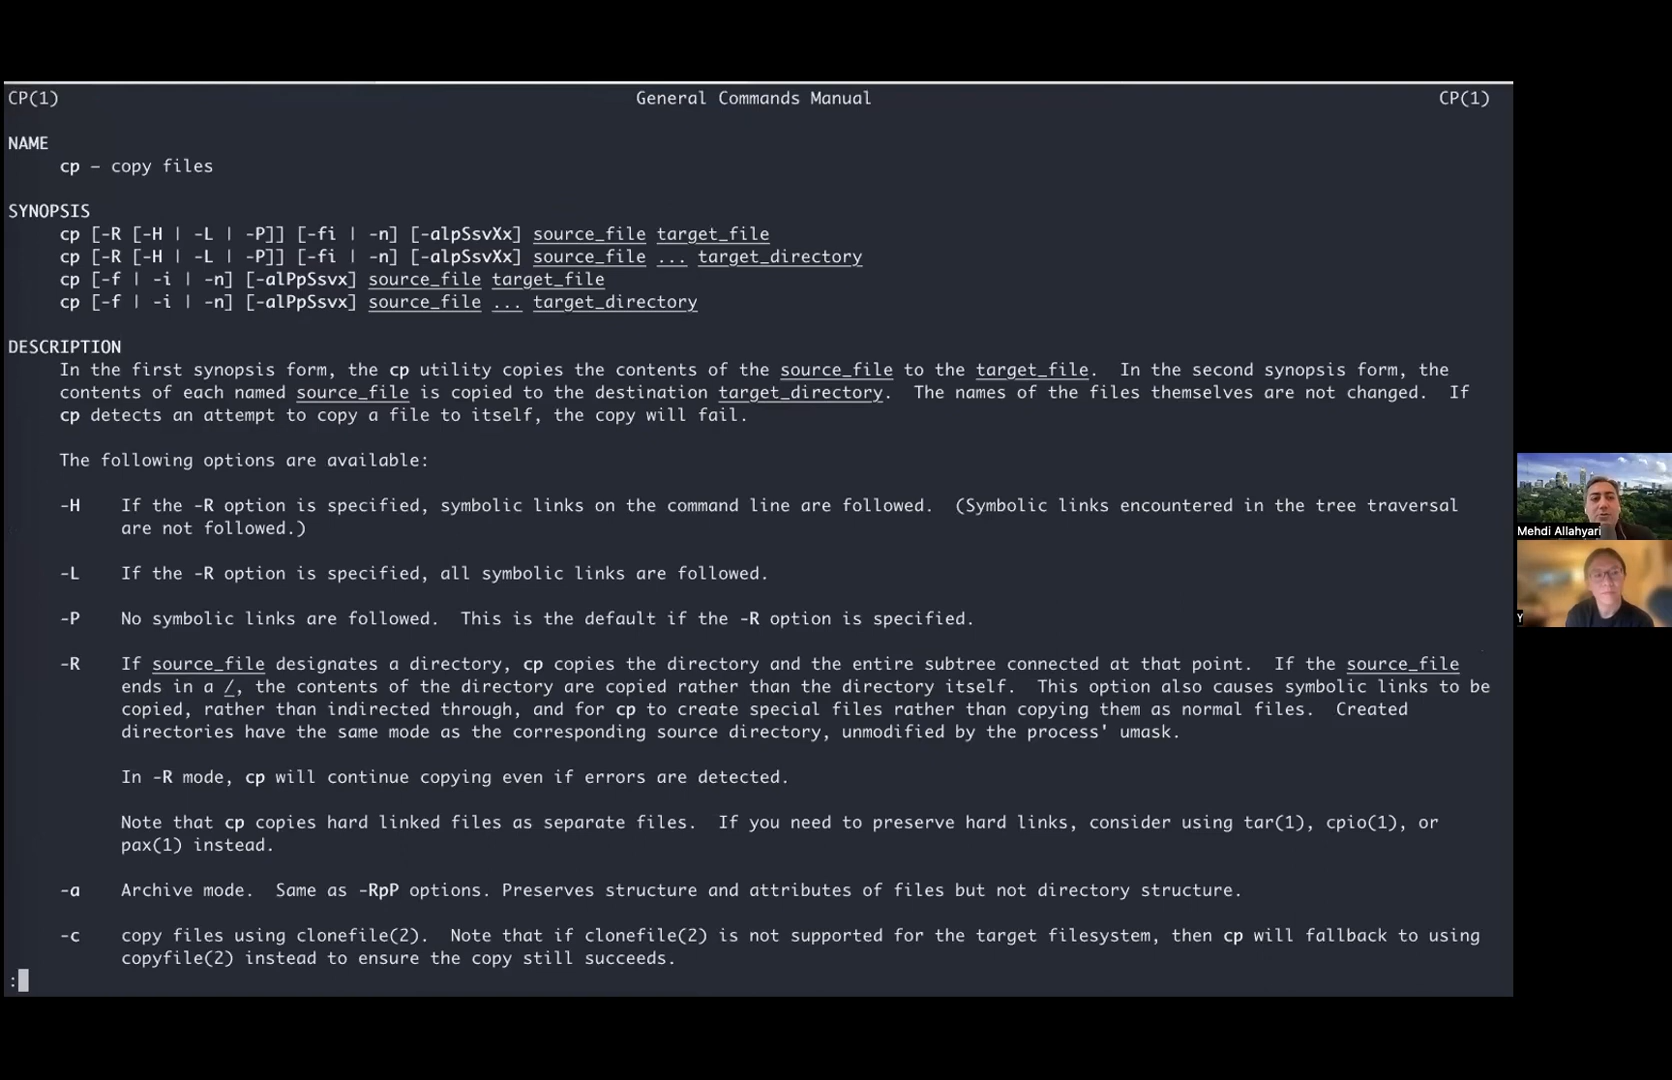 CP(1) General Commands Manual CP(1)
NAME
cp – copy files
SYNOPSIS
cp [-R [-H | -L | -P]] [-fi | -n] [-alpSsvXx] source_file target_file
cp [-R [-H | -L | -P]] [-fi | -n] [-alpSsvXx] source_file ... target_directory
cp [-f | -i | -n] [-alPpSsvx] source_file target_file
cp [-f | -i | -n] [-alPpSsvx] source_file ... target_directory
DESCRIPTION
In the first synopsis form, the cp utility copies the contents of the source_file to the target_file. In the second synopsis form, the
contents of each named source_file is copied to the destination target_directory. The names of the files themselves are not changed. If
cp detects an attempt to copy a file to itself, the copy will fail.
The following options are available:
-H If the -R option is specified, symbolic links on the command line are followed. (Symbolic links encountered in the tree traversal
are not followed.)
-L If the -R option is specified, all symbolic links are followed.
-P No symbolic links are followed. This is the default if the -R option is specified.
-R If source_file designates a directory, cp copies the directory and the entire subtree connected at that point. If the source_file
ends in a /, the contents of the directory are copied rather than the directory itself. This option also causes symbolic links to be
copied, rather than indirected through, and for cp to create special files rather than copying them as normal files. Created
directories have the same mode as the corresponding source directory, unmodified by the process' umask.
In -R mode, cp will continue copying even if errors are detected.
Note that cp copies hard linked files as separate files. If you need to preserve hard links, consider using tar(1), cpio(1), or
pax(1) instead.
-a Archive mode. Same as -RpP options. Preserves structure and attributes of files but not directory structure.
-c copy files using clonefile(2). Note that if clonefile(2) is not supported for the target filesystem, then cp will fallback to using
copyfile(2) instead to ensure the copy still succeeds.
:
Mehdi Allahyari
Y